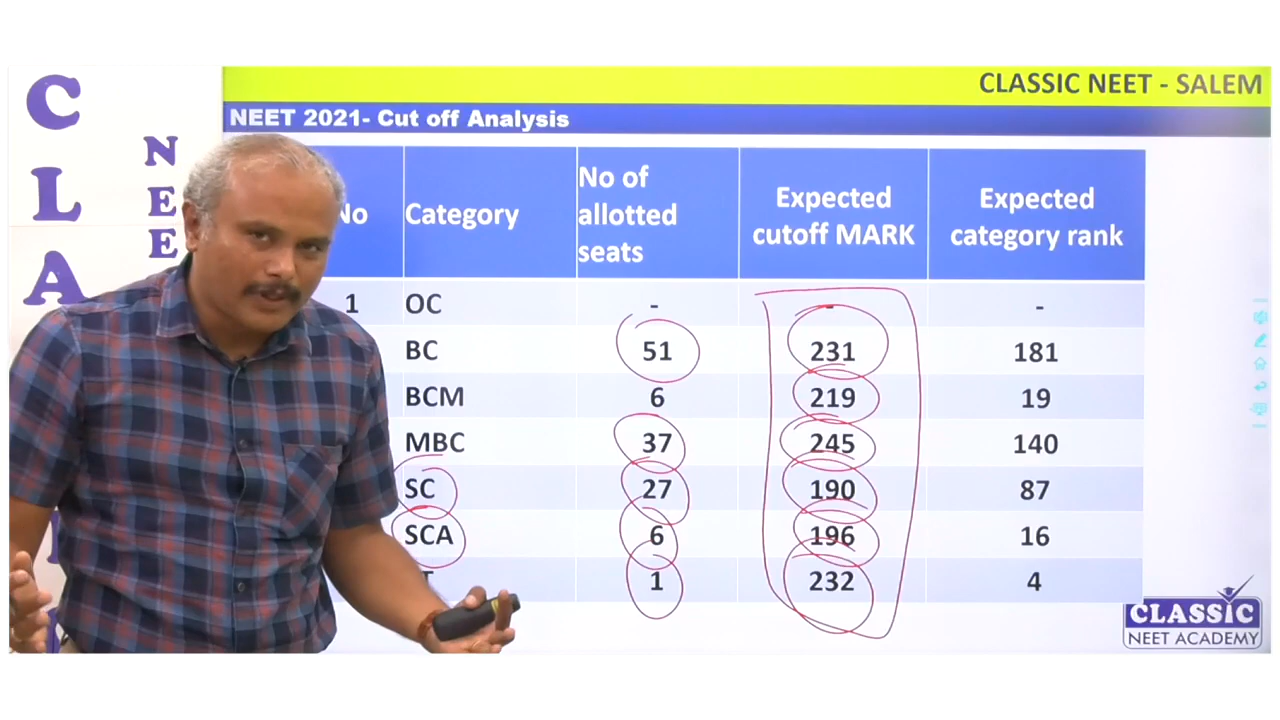 CLASSIC NEET - SALEM
NEET 2021- Cut off Analysis
C
L
A
N
E
E
No Category No of allotted seats Expected cutoff MARK Expected category rank
1 OC - - -
BC 51 231 181
BCM 6 219 19
MBC 37 245 140
SC 27 190 87
SCA 6 196 16
T 1 232 4
CLASSIC
NEET ACADEMY